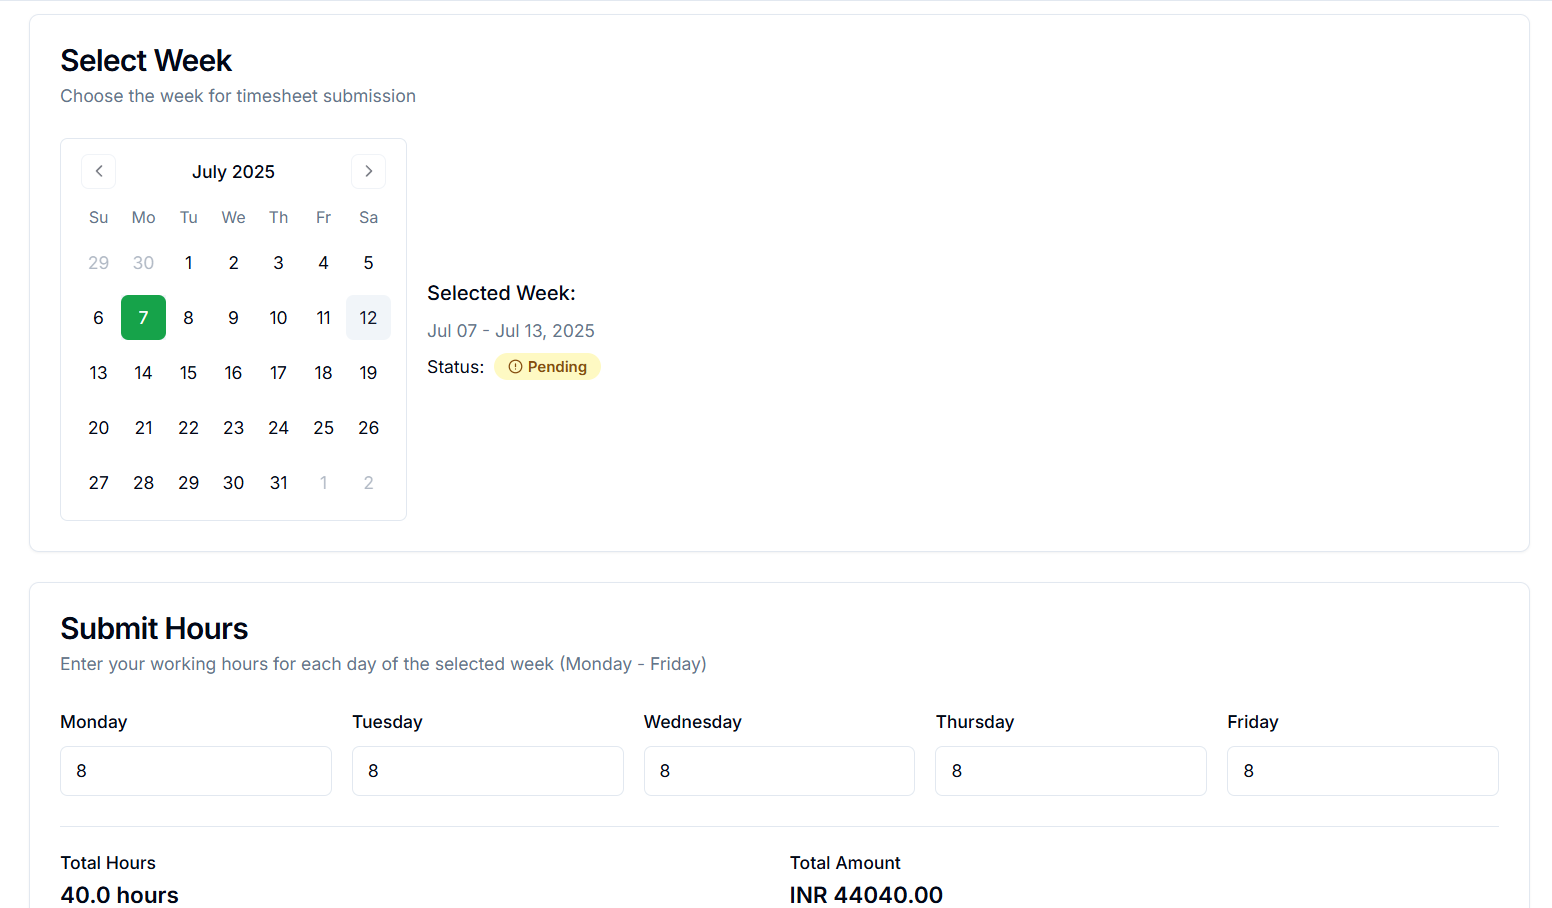 Select Week
Choose the week for timesheet submission
July 2025
Su Mo Tu We Th Fr Sa
29 30 1 2 3 4 5
6 7 8 9 10 11 12
13 14 15 16 17 18 19
20 21 22 23 24 25 26
27 28 29 30 31 1 2
Selected Week:
Jul 07 - Jul 13, 2025
Status: Pending
Submit Hours
Enter your working hours for each day of the selected week (Monday - Friday)
Monday Tuesday Wednesday Thursday Friday
8 8 8 8 8
Total Hours Total Amount
40.0 hours INR 44040.00